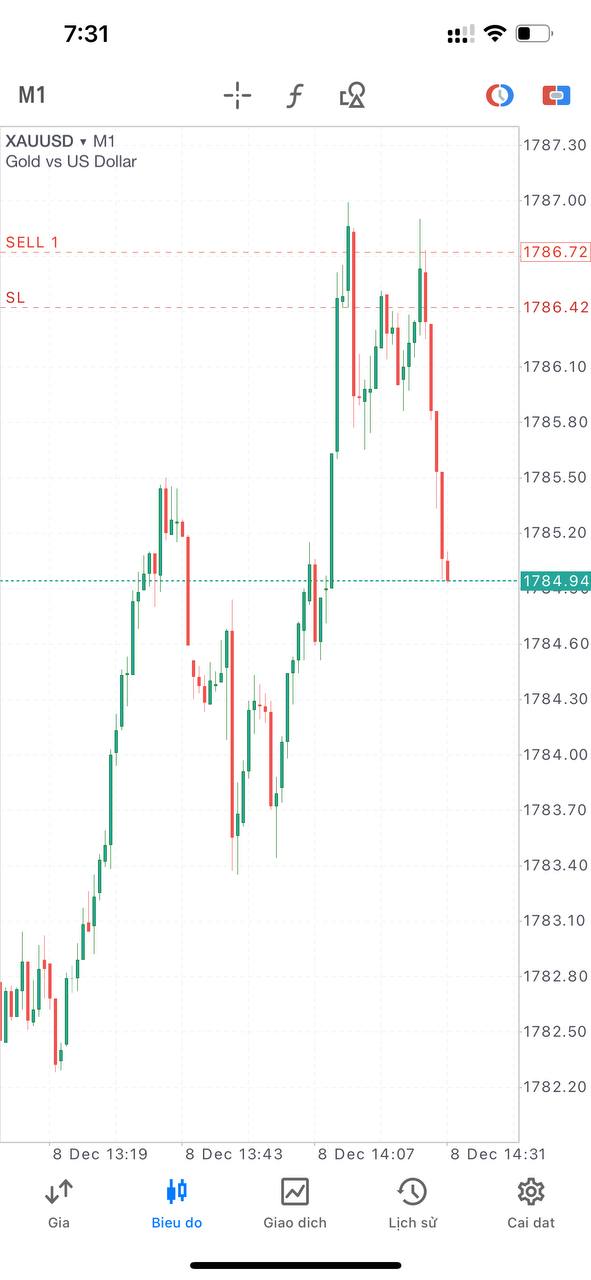 7:31
M1
XAUUSD ▾ M1
Gold vs US Dollar
1787.30
1787.00
SELL 1
1786.72
SL
1786.42
1786.10
1785.80
1785.50
1785.20
1784.94
1784.90
1784.60
1784.30
1784.00
1783.70
1783.40
1783.10
1782.80
1782.50
1782.20
8 Dec 13:19 8 Dec 13:43 8 Dec 14:07 8 Dec 14:31
Gia Bieu do Giao dich Lịch sử Cai dat